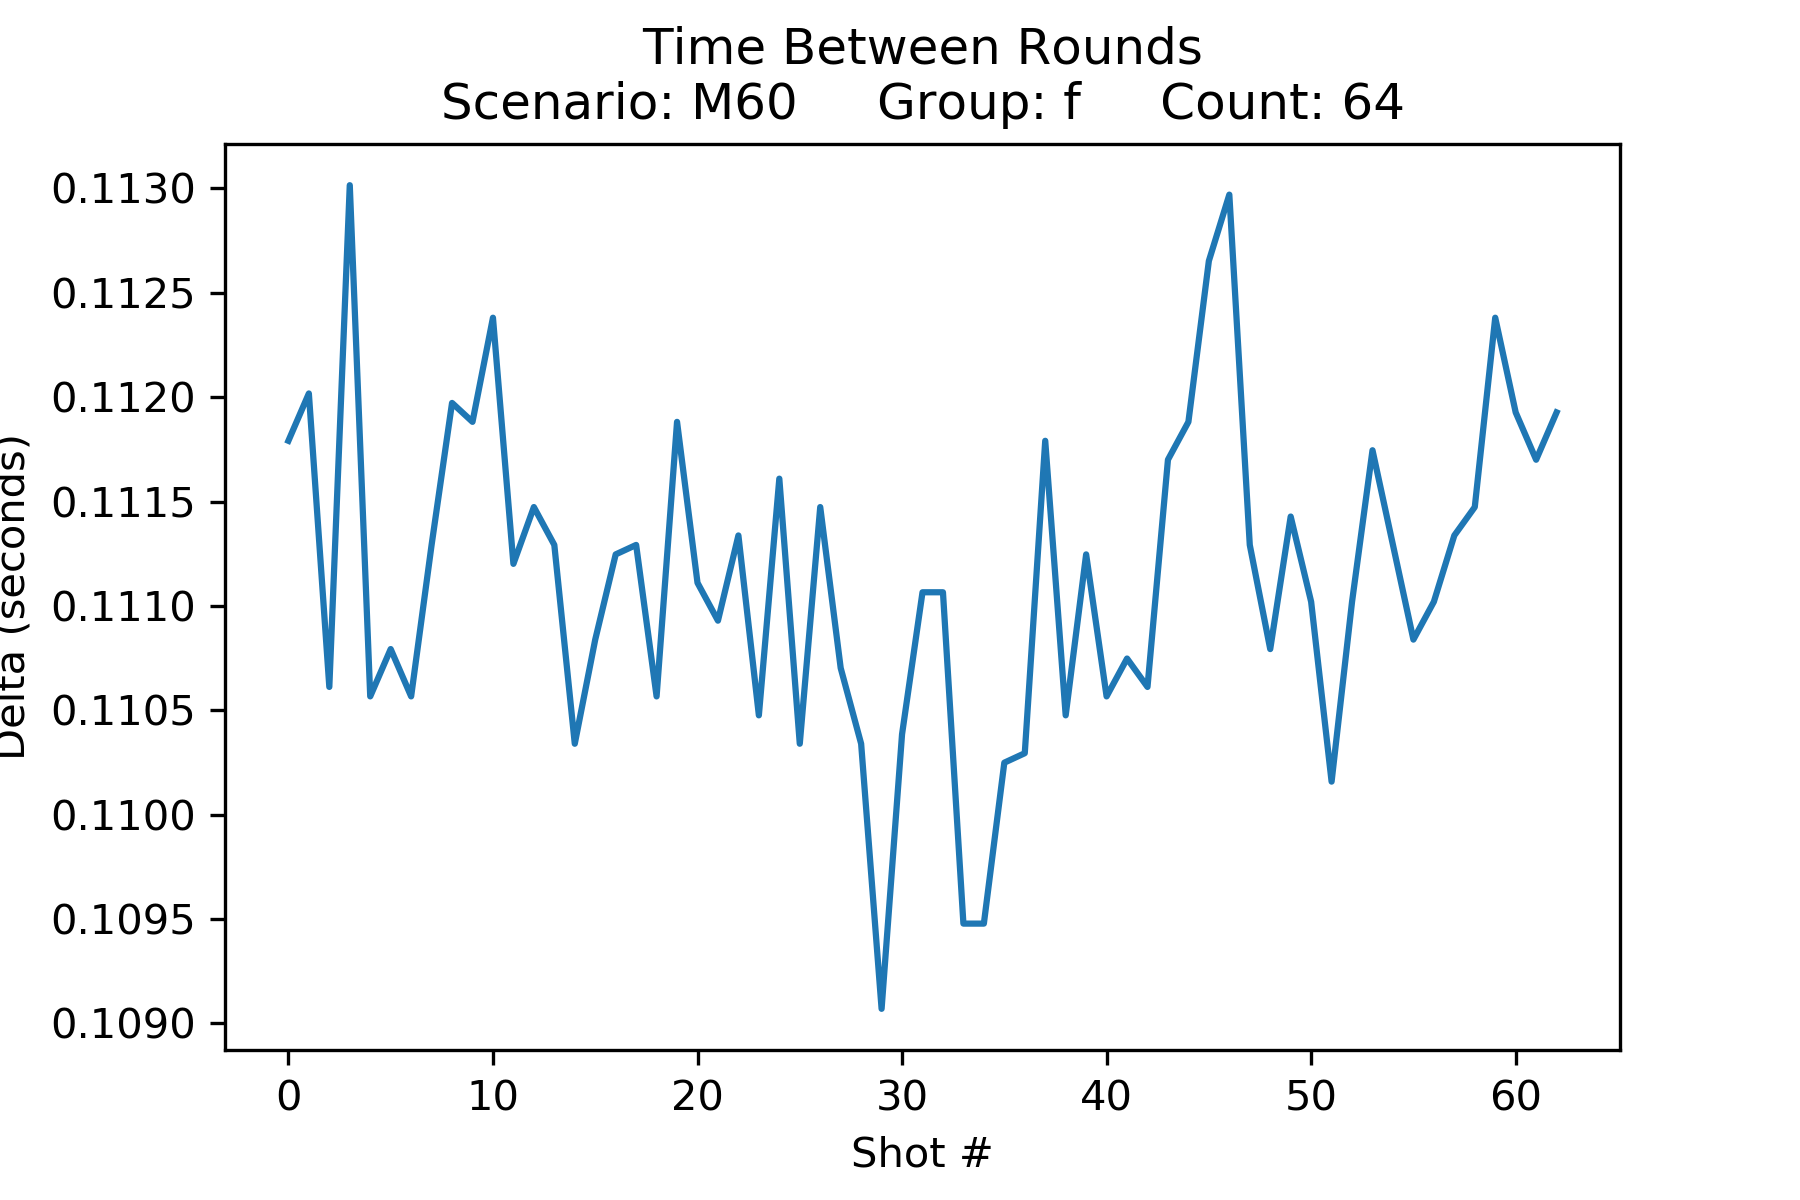 Time Between Rounds
Scenario: M60     Group: f     Count: 64
0.1130
0.1125
0.1120
0.1115
0.1110
0.1105
0.1100
0.1095
0.1090
Delta (seconds)
0 10 20 30 40 50 60
Shot #